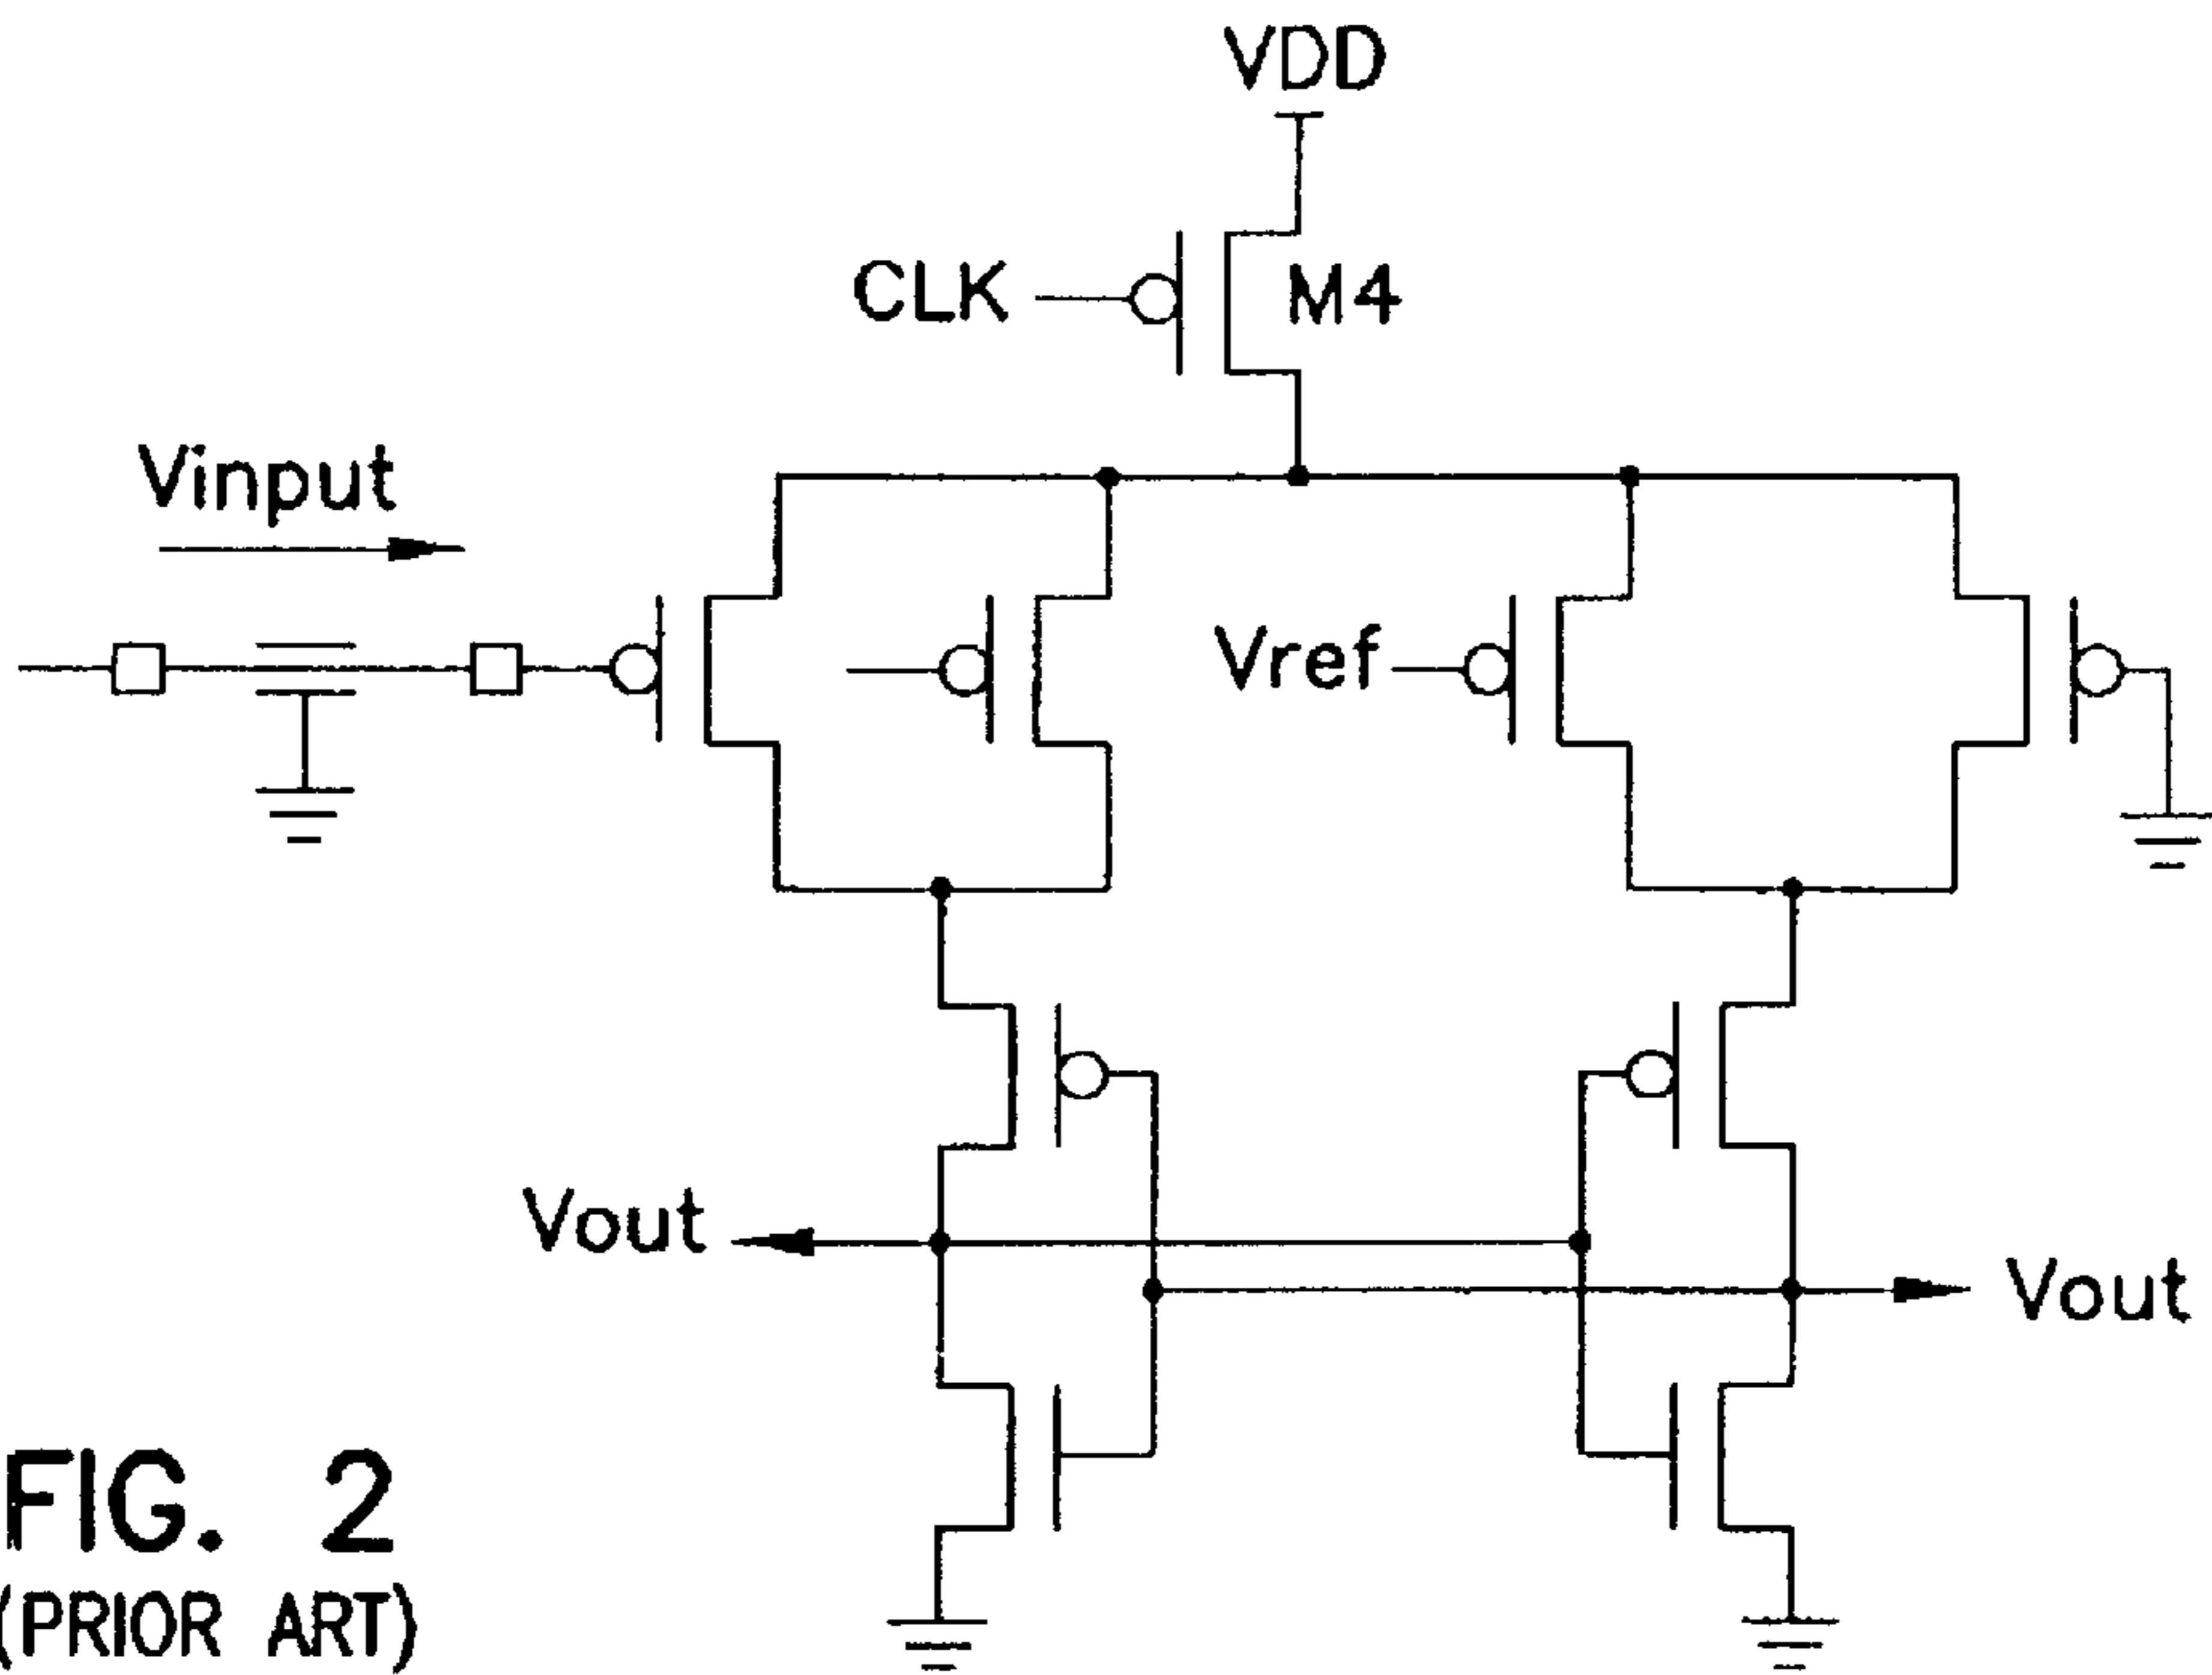 VDD
CLK
M4
Vinput
Vref
Vout
Vout
FIG. 2
(PRIOR ART)